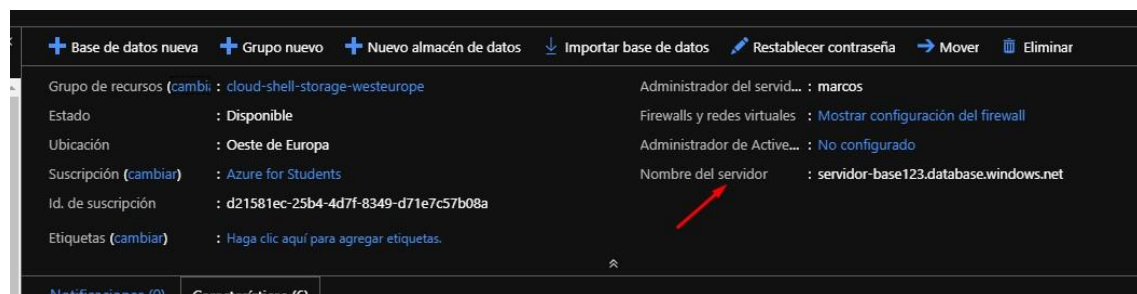 Base de datos nueva Grupo nuevo Nuevo almacén de datos Importar base de datos Restablecer contraseña Mover Eliminar
Grupo de recursos (cambi : cloud-shell-storage-westeurope
Estado : Disponible
Ubicación : Oeste de Europa
Suscripción (cambiar) : Azure for Students
Id. de suscripción : d21581ec-25b4-4d7f-8349-d71e7c57b08a
Etiquetas (cambiar) : Haga clic aquí para agregar etiquetas.
Administrador del servid... : marcos
Firewalls y redes virtuales : Mostrar configuración del firewall
Administrador de Active... : No configurado
Nombre del servidor : servidor-base123.database.windows.net